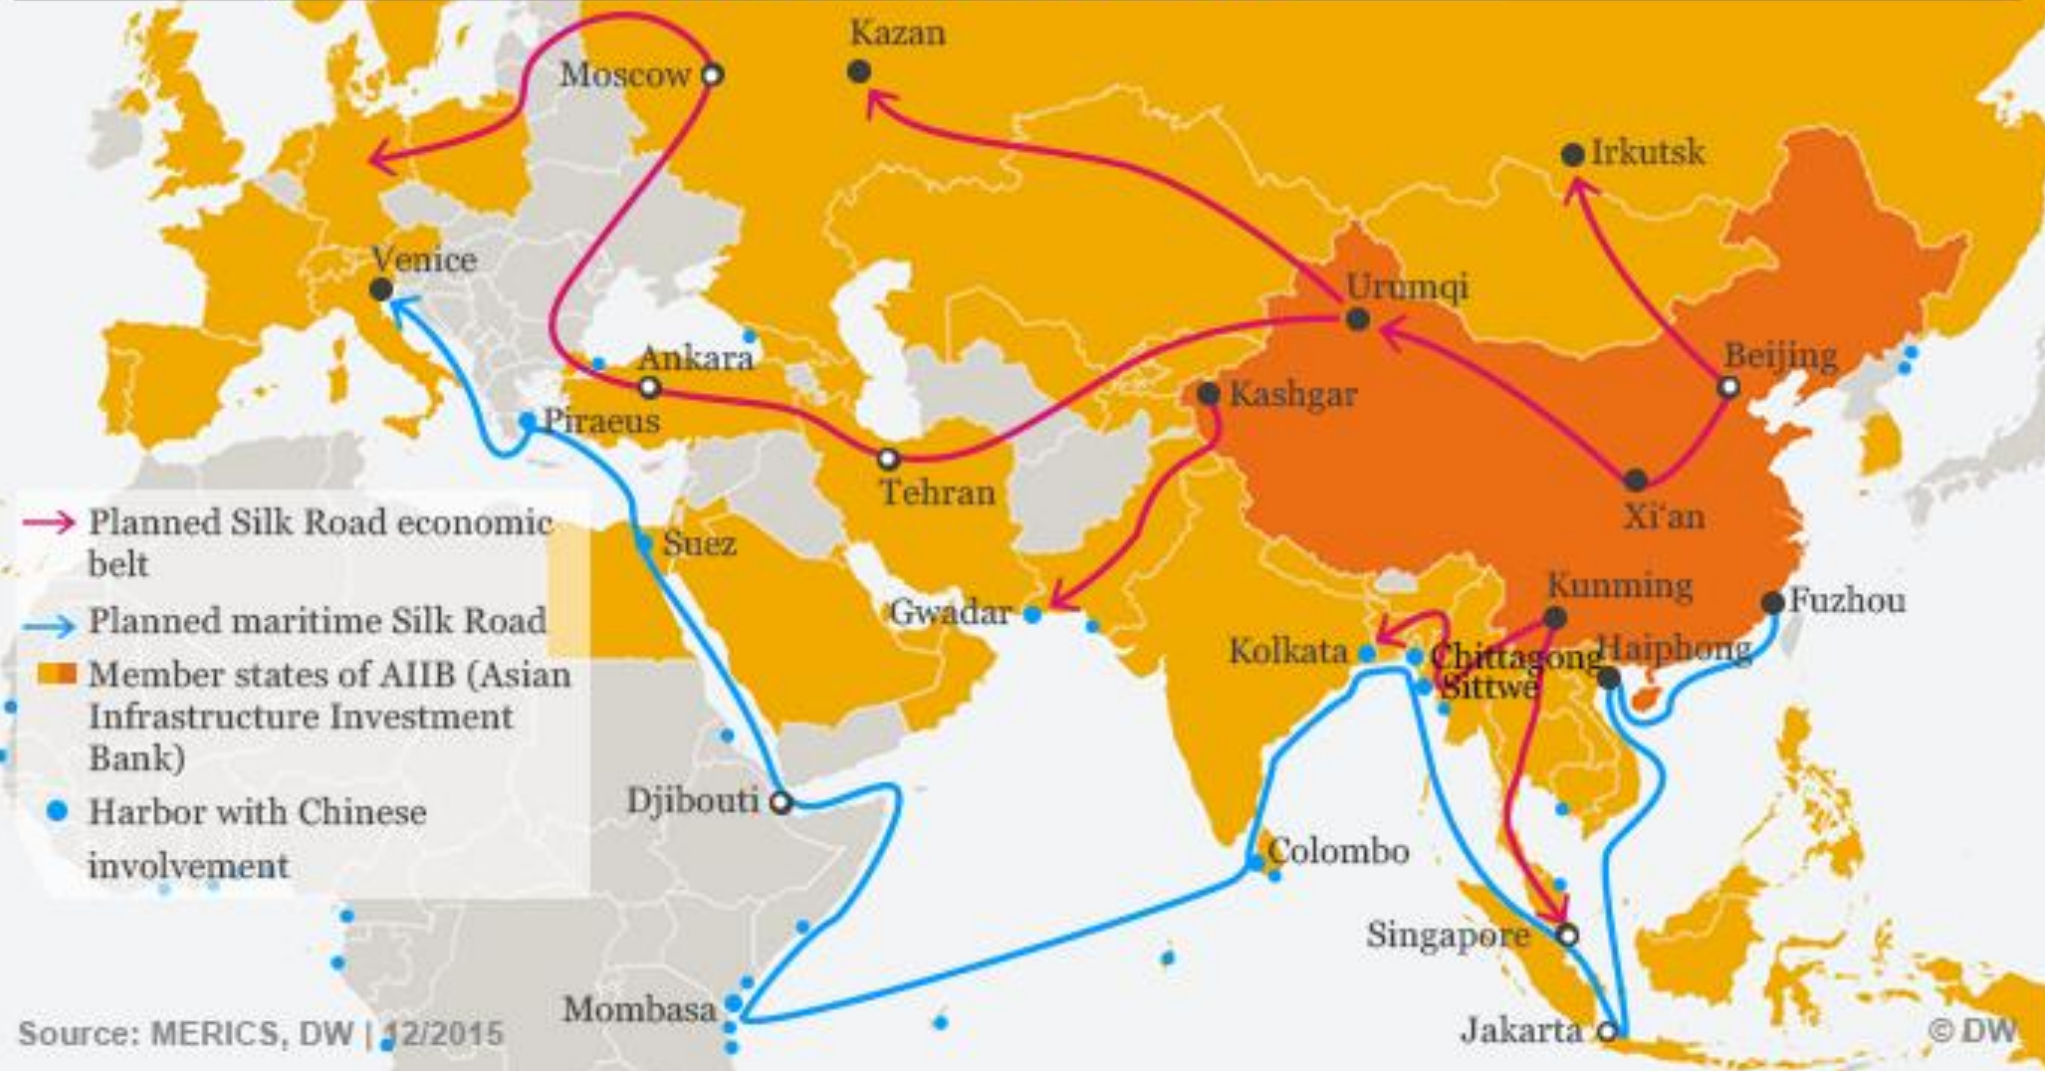 Kazan
Moscow
Irkutsk
Venice
Urumqi
Ankara
Beijing
Kashgar
Piraeus
Tehran
Xi‘an
Planned Silk Road economic
belt
Suez
Kunming
Fuzhou
Gwadar
Planned maritime Silk Road
Kolkata
Chittagong
Haiphong
Sittwe
Member states of AIIB (Asian
Infrastructure Investment
Bank)
Djibouti
Harbor with Chinese
involvement
Colombo
Singapore
Mombasa
Jakarta
Source: MERICS, DW | 12/2015
© DW